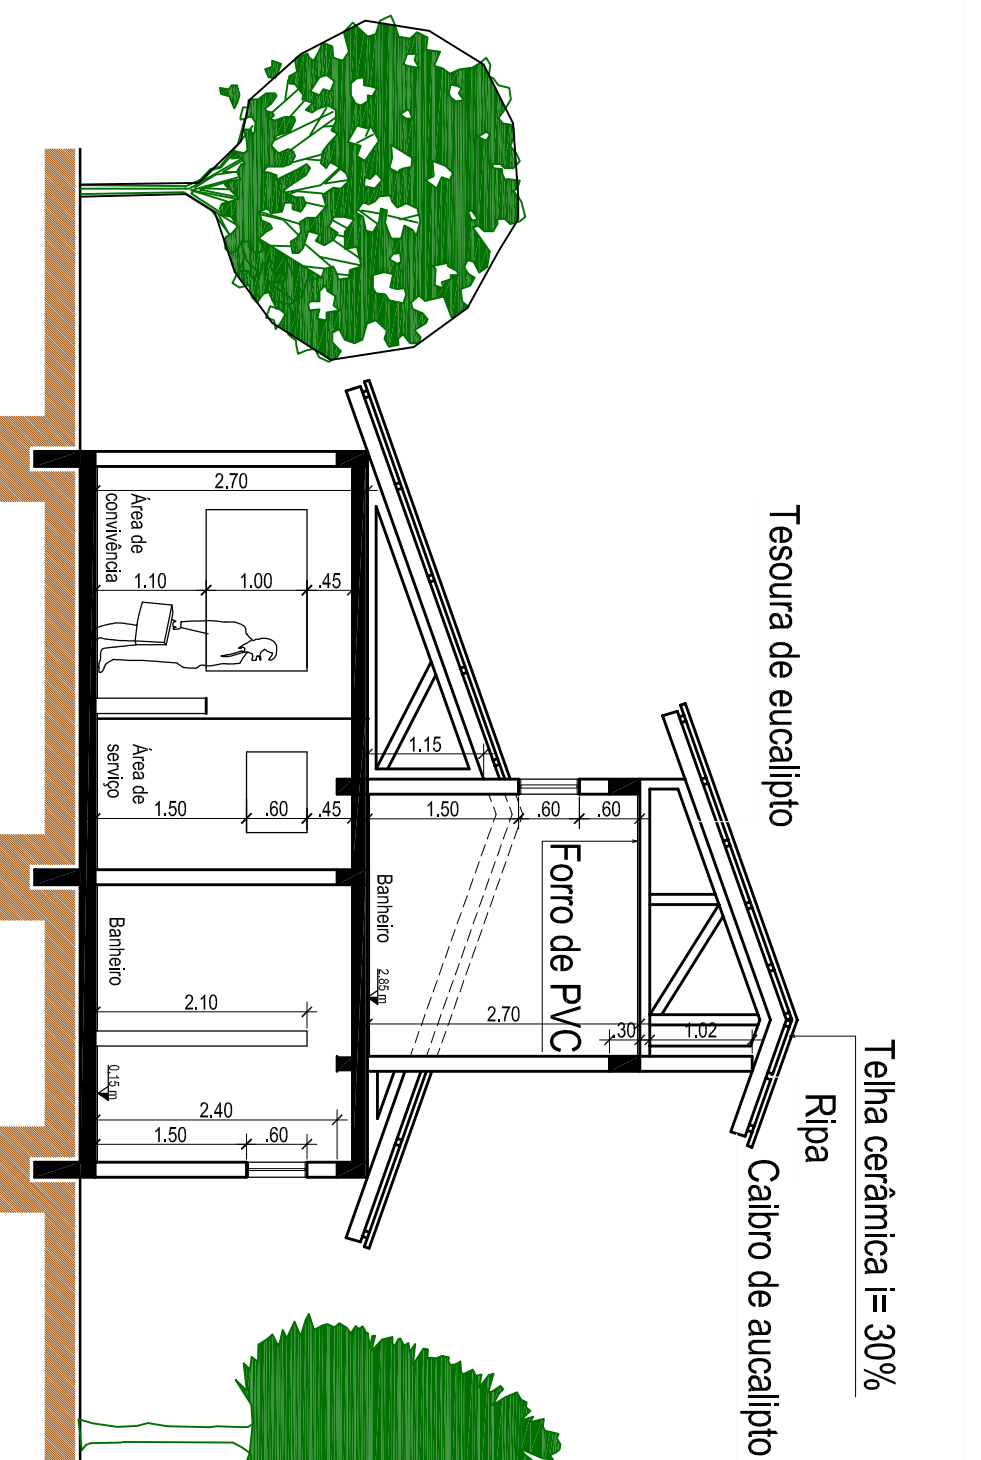 Telha cerâmica i= 30%
Ripa
Caibro de aucalipto
Tesoura de eucalipto
1.02
.30
Forro de PVC
1.50
.60
.60
2.70
1.15
Banheiro
2.85 m
2.70
Área de
convivência
1.10
1.00
.45
Área de
serviço
1.50
.60
.45
Banheiro
2.10
0.15 m
2.40
1.50
.60